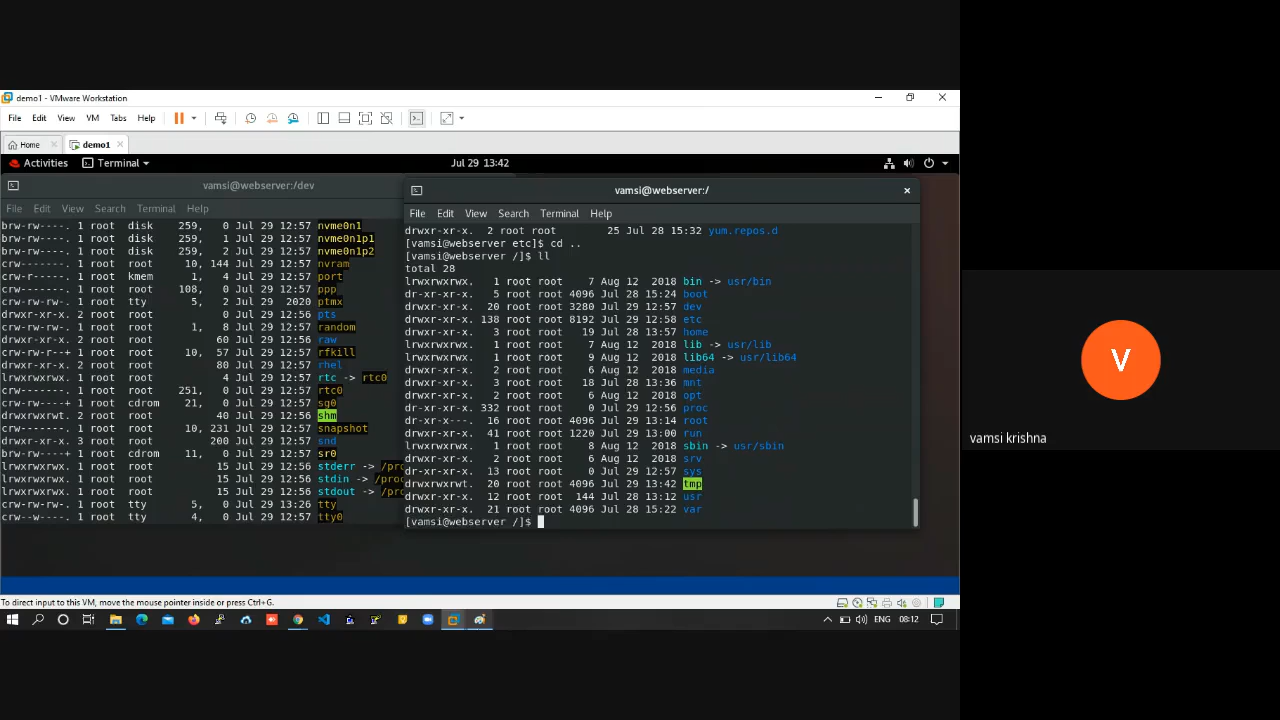 demo1 - VMware Workstation
File Edit View VM Tabs Help
Home demo1
Activities Terminal Jul 29 13:42
vamsi@webserver:/dev
File Edit View Search Terminal Help
brw-rw----. 1 root disk 259, 0 Jul 29 12:57 nvme0n1
brw-rw----. 1 root disk 259, 1 Jul 29 12:57 nvme0n1p1
brw-rw----. 1 root disk 259, 2 Jul 29 12:57 nvme0n1p2
crw-------. 1 root root 10, 144 Jul 29 12:57 nvram
crw-r-----. 1 root kmem 1, 4 Jul 29 12:57 port
crw-------. 1 root root 108, 0 Jul 29 12:57 ppp
crw-rw-rw-. 1 root tty 5, 2 Jul 29 2020 ptmx
drwxr-xr-x. 2 root root 0 Jul 29 12:56 pts
crw-rw-rw-. 1 root root 1, 8 Jul 29 12:57 random
drwxr-xr-x. 2 root root 60 Jul 29 12:56 raw
crw-rw-r--+ 1 root root 10, 57 Jul 29 12:57 rfkill
drwxr-xr-x. 2 root root 80 Jul 29 12:57 rhel
lrwxrwxrwx. 1 root root 4 Jul 29 12:57 rtc -> rtc0
crw-------. 1 root root 251, 0 Jul 29 12:57 rtc0
crw-rw----+ 1 root cdrom 21, 0 Jul 29 12:57 sg0
drwxrwxrwt. 2 root root 40 Jul 29 12:56 shm
crw-------. 1 root root 10, 231 Jul 29 12:57 snapshot
drwxr-xr-x. 3 root root 200 Jul 29 12:57 snd
brw-rw----+ 1 root cdrom 11, 0 Jul 29 12:57 sr0
lrwxrwxrwx. 1 root root 15 Jul 29 12:56 stderr -> /pro
lrwxrwxrwx. 1 root root 15 Jul 29 12:56 stdin -> /proc
lrwxrwxrwx. 1 root root 15 Jul 29 12:56 stdout -> /pro
crw-rw-rw-. 1 root tty 5, 0 Jul 29 13:26 tty
crw--w----. 1 root tty 4, 0 Jul 29 12:57 tty0
vamsi@webserver:/
File Edit View Search Terminal Help
drwxr-xr-x. 2 root root 25 Jul 28 15:32 yum.repos.d
[vamsi@webserver etc]$ cd ..
[vamsi@webserver /]$ ll
total 28
lrwxrwxrwx. 1 root root 7 Aug 12 2018 bin -> usr/bin
dr-xr-xr-x. 5 root root 4096 Jul 28 15:24 boot
drwxr-xr-x. 20 root root 3280 Jul 29 12:57 dev
drwxr-xr-x. 138 root root 8192 Jul 29 12:58 etc
drwxr-xr-x. 3 root root 19 Jul 28 13:57 home
lrwxrwxrwx. 1 root root 7 Aug 12 2018 lib -> usr/lib
lrwxrwxrwx. 1 root root 9 Aug 12 2018 lib64 -> usr/lib64
drwxr-xr-x. 2 root root 6 Aug 12 2018 media
drwxr-xr-x. 3 root root 18 Jul 28 13:36 mnt
drwxr-xr-x. 2 root root 6 Aug 12 2018 opt
dr-xr-xr-x. 332 root root 0 Jul 29 12:56 proc
dr-xr-x---. 16 root root 4096 Jul 29 13:14 root
drwxr-xr-x. 41 root root 1220 Jul 29 13:00 run
lrwxrwxrwx. 1 root root 8 Aug 12 2018 sbin -> usr/sbin
drwxr-xr-x. 2 root root 6 Aug 12 2018 srv
dr-xr-xr-x. 13 root root 0 Jul 29 12:57 sys
drwxrwxrwt. 20 root root 4096 Jul 29 13:42 tmp
drwxr-xr-x. 12 root root 144 Jul 28 13:12 usr
drwxr-xr-x. 21 root root 4096 Jul 28 15:22 var
[vamsi@webserver /]$
To direct input to this VM, move the mouse pointer inside or press Ctrl+G.
ENG 08:12
V
vamsi krishna